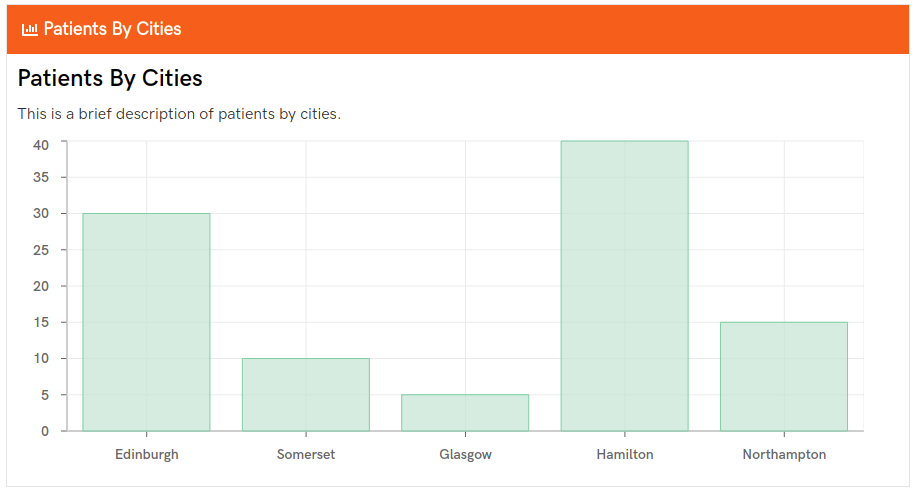 Patients By Cities
Patients By Cities
This is a brief description of patients by cities.
40
35
30
25
20
15
10
5
0
Edinburgh Somerset Glasgow Hamilton Northampton